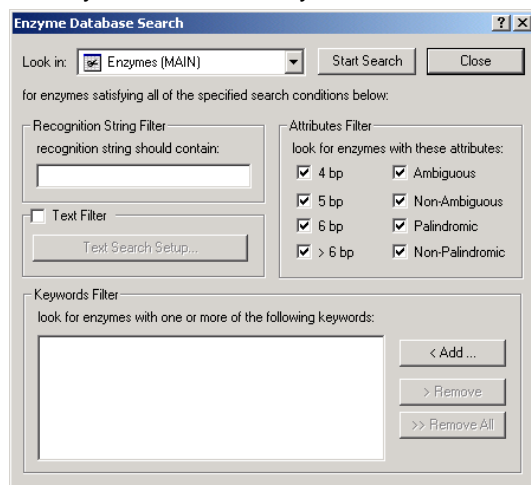 Enzyme Database Search
Look in: Enzymes (MAIN) Start Search Close
for enzymes satisfying all of the specified search conditions below:
Recognition String Filter
recognition string should contain:
Text Filter
Text Search Setup...
Attributes Filter
look for enzymes with these attributes:
4 bp Ambiguous
5 bp Non-Ambiguous
6 bp Palindromic
> 6 bp Non-Palindromic
Keywords Filter
look for enzymes with one or more of the following keywords:
< Add ...
> Remove
>> Remove All